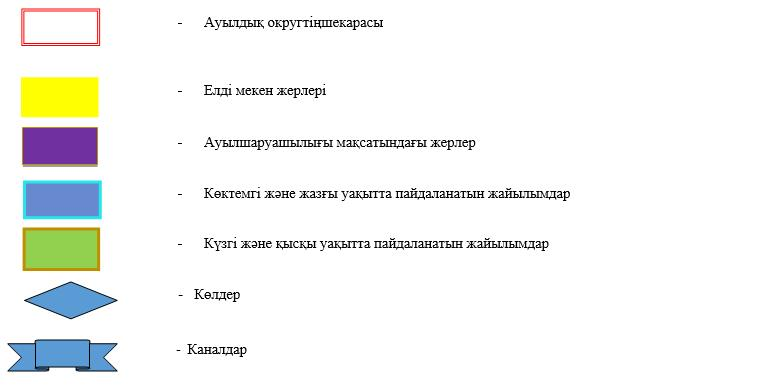 - Ауылдық округтіңшекарасы
- Елді мекен жерлері
- Ауылшаруашылығы мақсатындағы жерлер
- Көктемгі және жазғы уақытта пайдаланатын жайылымдар
- Күзгі және қысқы уақытта пайдаланатын жайылымдар
- Көлдер
- Каналдар